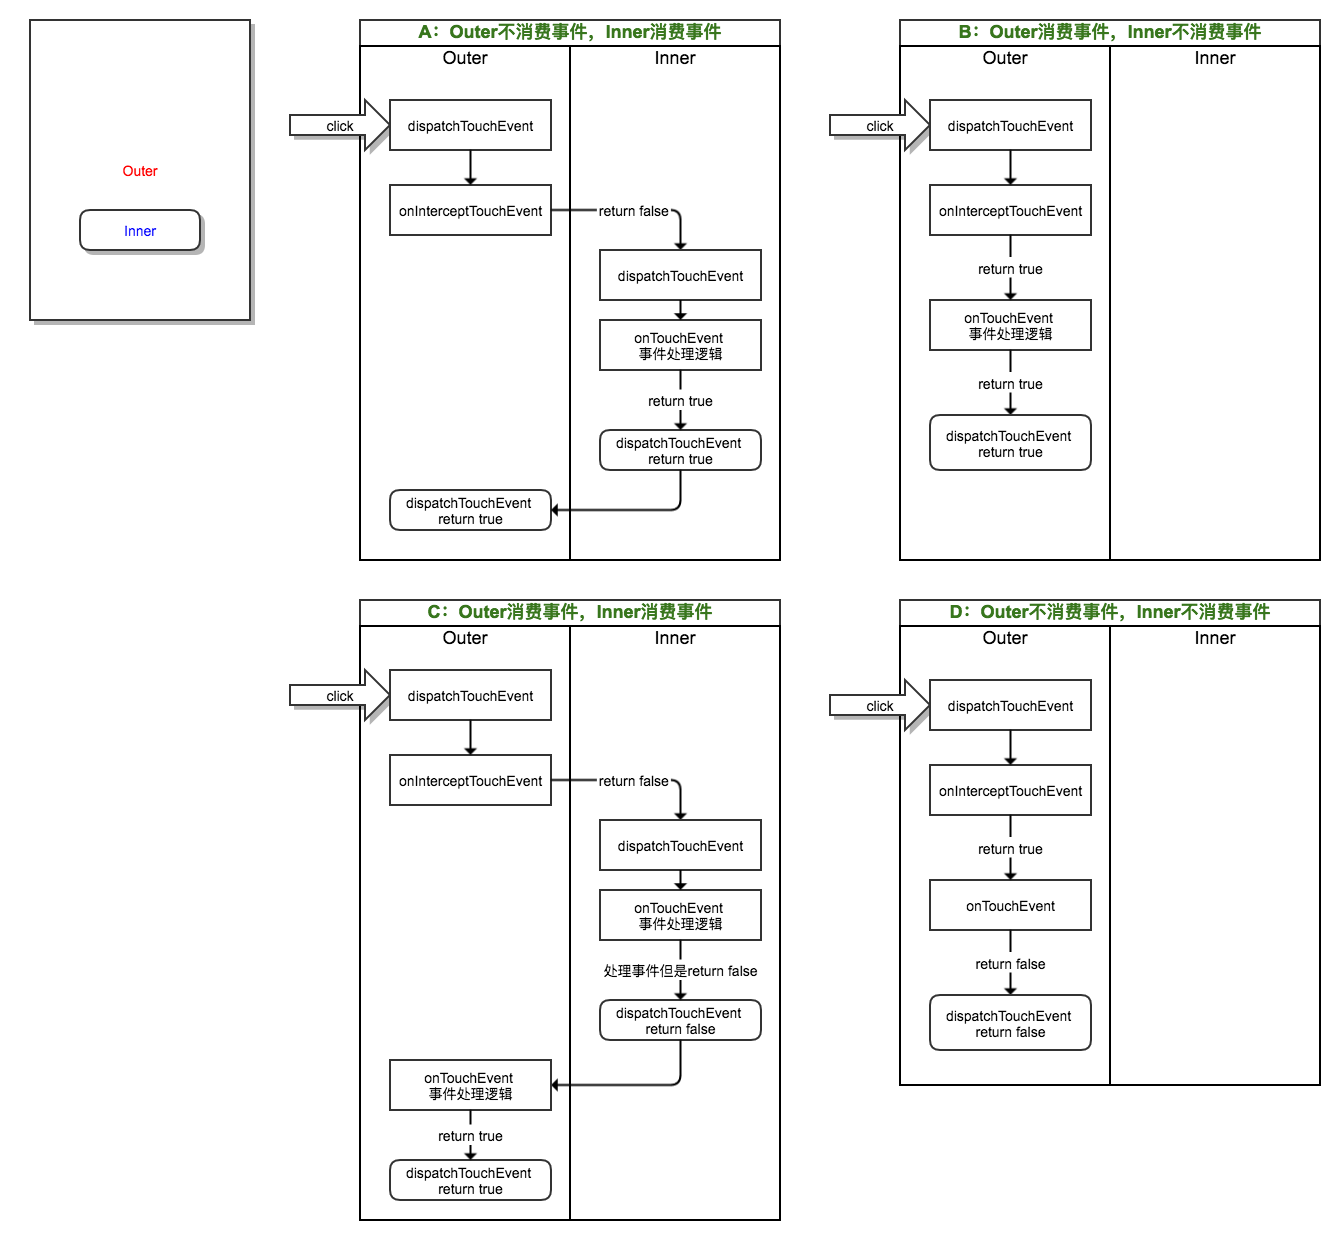 Outer
Inner
A：Outer不消费事件，Inner消费事件
Outer
Inner
click
dispatchTouchEvent
onInterceptTouchEvent
return false
dispatchTouchEvent
onTouchEvent
事件处理逻辑
return true
dispatchTouchEvent
return true
dispatchTouchEvent
return true
B：Outer消费事件，Inner不消费事件
Outer
Inner
click
dispatchTouchEvent
onInterceptTouchEvent
return true
onTouchEvent
事件处理逻辑
return true
dispatchTouchEvent
return true
C：Outer消费事件，Inner消费事件
Outer
Inner
click
dispatchTouchEvent
onInterceptTouchEvent
return false
dispatchTouchEvent
onTouchEvent
事件处理逻辑
处理事件但是return false
dispatchTouchEvent
return false
onTouchEvent
事件处理逻辑
return true
dispatchTouchEvent
return true
D：Outer不消费事件，Inner不消费事件
Outer
Inner
click
dispatchTouchEvent
onInterceptTouchEvent
return true
onTouchEvent
return false
dispatchTouchEvent
return false